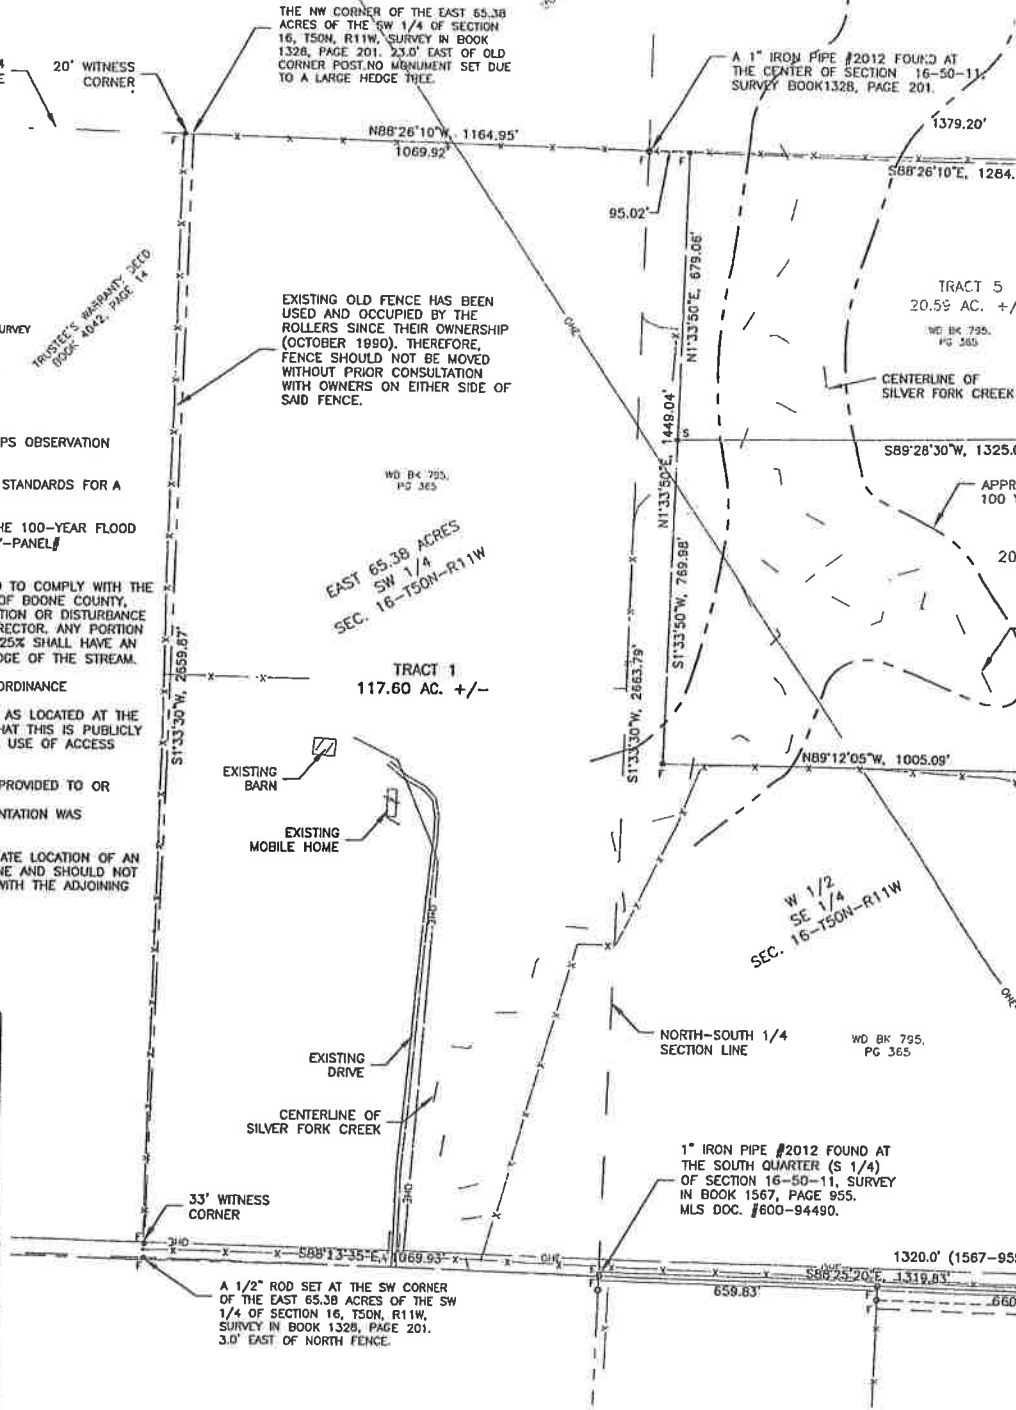 THE NW CORNER OF THE EAST 65.38
ACRES OF THE SW 1/4 OF SECTION
16, T50N, R11W, SURVEY IN BOOK
1328, PAGE 201. 23.0' EAST OF OLD
CORNER POST.NO MONUMENT SET DUE
TO A LARGE HEDGE TREE.
20' WITNESS
CORNER
A 1" IRON PIPE #2012 FOUND AT
THE CENTER OF SECTION 16-50-11,
SURVEY BOOK1328, PAGE 201.
1379.20'
N88°26'10"W, 1164.95'
1069.92'
S88°26'10"E, 1284.
95.02'
N1°33'50"E, 679.06'
TRUSTEE'S WARRANTY DEED
BOOK 4042, PAGE 14
EXISTING OLD FENCE HAS BEEN
USED AND OCCUPIED BY THE
ROLLERS SINCE THEIR OWNERSHIP
(OCTOBER 1990). THEREFORE,
FENCE SHOULD NOT BE MOVED
WITHOUT PRIOR CONSULTATION
WITH OWNERS ON EITHER SIDE OF
SAID FENCE.
OHE
TRACT 5
20.59 AC. +/
WD BK 795,
PG 365
CENTERLINE OF
SILVER FORK CREEK
URVEY
PS OBSERVATION
STANDARDS FOR A
HE 100-YEAR FLOOD
-PANEL#
TO COMPLY WITH THE
OF BOONE COUNTY,
TION OR DISTURBANCE
RECTOR. ANY PORTION
25% SHALL HAVE AN
DGE OF THE STREAM.
ORDINANCE
AS LOCATED AT THE
HAT THIS IS PUBLICLY
USE OF ACCESS
PROVIDED TO OR
NTATION WAS
ATE LOCATION OF AN
NE AND SHOULD NOT
WITH THE ADJOINING
WD BK 795,
PG 365
N1°33'50"E, 1449.04'
S
S89°28'30"W, 1325.
APPR
100
20
EAST 65.38 ACRES
SW 1/4
SEC. 16-T50N-R11W
S1°33'50"W, 769.98'
S1°33'30"W, 2659.87'
S1°33'30"W, 2663.79'
TRACT 1
117.60 AC. +/-
EXISTING
BARN
N89°12'05"W, 1005.09'
EXISTING
MOBILE HOME
OHE
W 1/2
SE 1/4
SEC. 16-T50N-R11W
OHE
NORTH-SOUTH 1/4
SECTION LINE
WD BK 795,
PG 365
EXISTING
DRIVE
CENTERLINE OF
SILVER FORK CREEK
OHE
1" IRON PIPE #2012 FOUND AT
THE SOUTH QUARTER (S 1/4)
OF SECTION 16-50-11, SURVEY
IN BOOK 1567, PAGE 955.
MLS DOC. #600-94490.
33' WITNESS
CORNER
OHE
S88°13'35"E, 1069.93'
OHE
1320.0' (1567-955
S88°25'20"E, 1319.83'
659.83'
660
A 1/2" ROD SET AT THE SW CORNER
OF THE EAST 65.38 ACRES OF THE SW
1/4 OF SECTION 16, T50N, R11W,
SURVEY IN BOOK 1328, PAGE 201.
3.0' EAST OF NORTH FENCE.